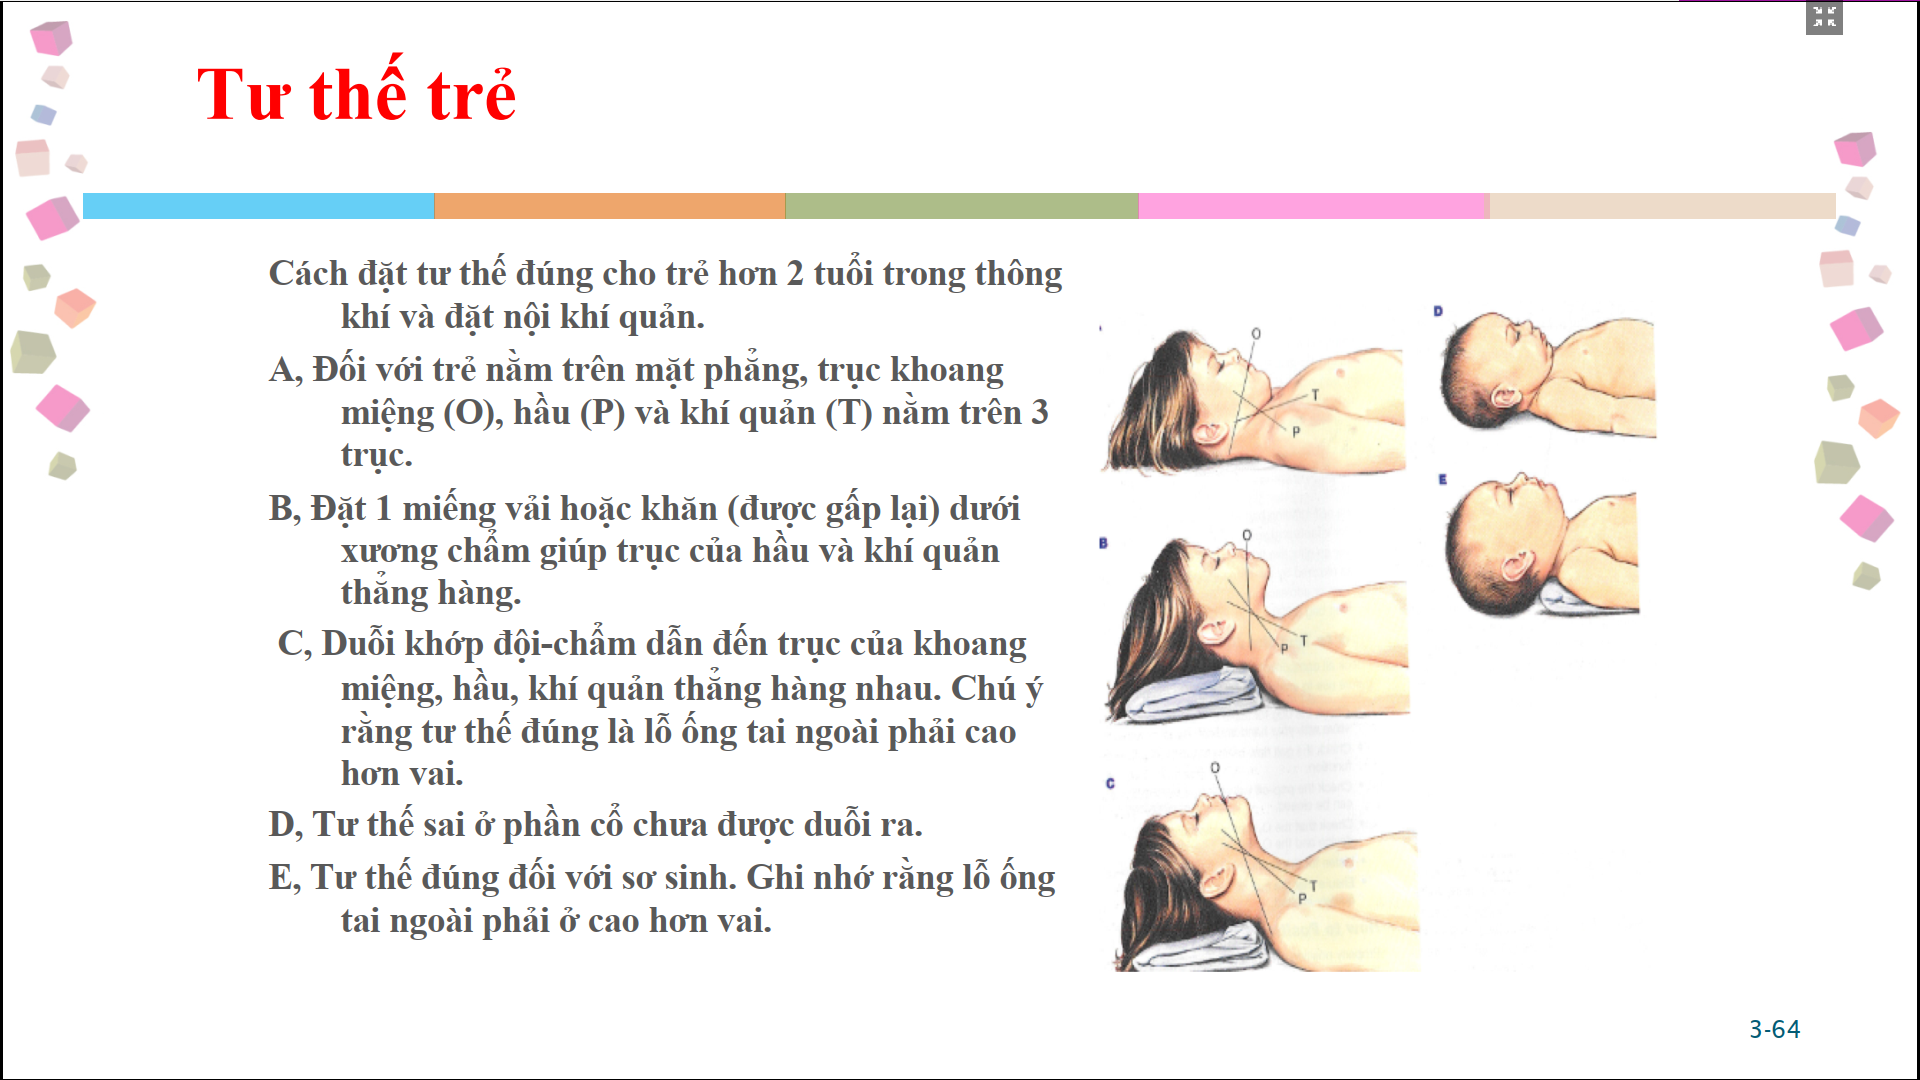 Tư thế trẻ
Cách đặt tư thế đúng cho trẻ hơn 2 tuổi trong thông
khí và đặt nội khí quản.
A, Đối với trẻ nằm trên mặt phẳng, trục khoang
miệng (O), hầu (P) và khí quản (T) nằm trên 3
trục.
B, Đặt 1 miếng vải hoặc khăn (được gấp lại) dưới
xương chẩm giúp trục của hầu và khí quản
thẳng hàng.
C, Duỗi khớp đội-chẩm dẫn đến trục của khoang
miệng, hầu, khí quản thẳng hàng nhau. Chú ý
rằng tư thế đúng là lỗ ống tai ngoài phải cao
hơn vai.
D, Tư thế sai ở phần cổ chưa được duỗi ra.
E, Tư thế đúng đối với sơ sinh. Ghi nhớ rằng lỗ ống
tai ngoài phải ở cao hơn vai.
O
T
P
B
O
T
P
C
O
T
P
D
E
3-64